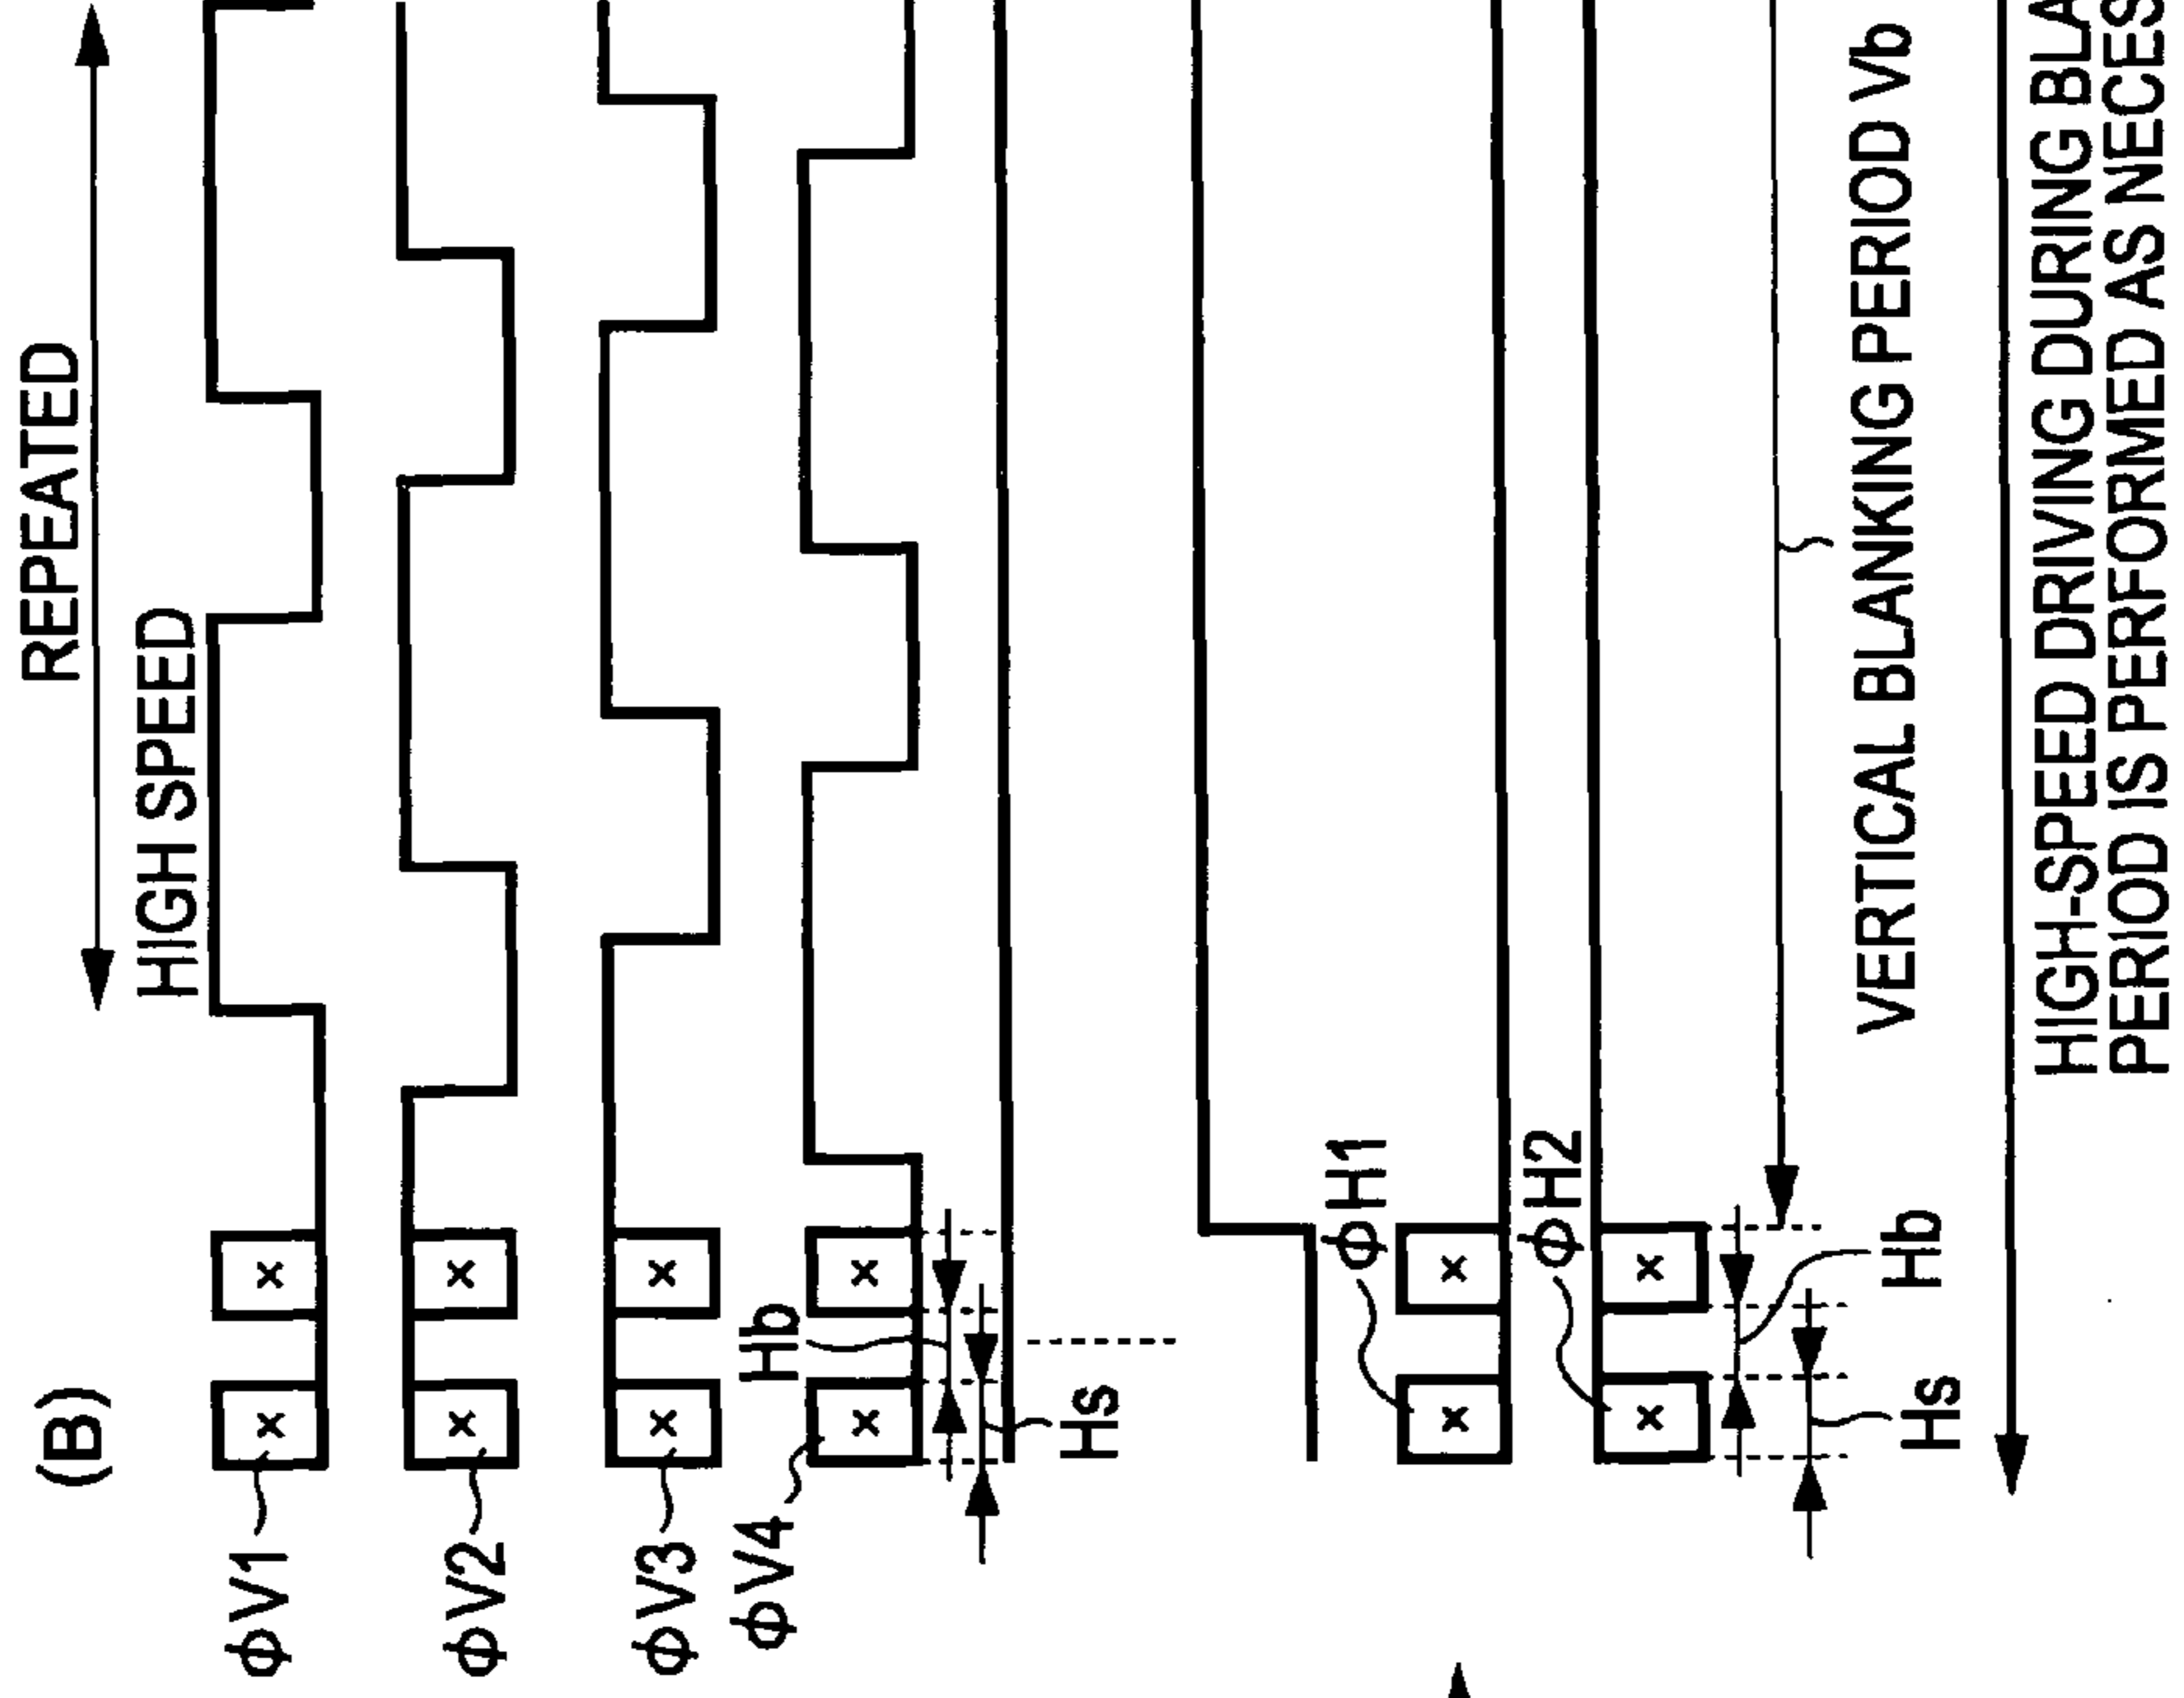 (B)
REPEATED
HIGH SPEED
φV1
×
×
φV2
×
×
φV3
×
×
φV4
×
×
Hb
Hs
φH1
×
×
φH2
×
×
Hb
Hs
VERTICAL BLANKING PERIOD Vb
HIGH-SPEED DRIVING DURING BLA
PERIOD IS PERFORMED AS NECES